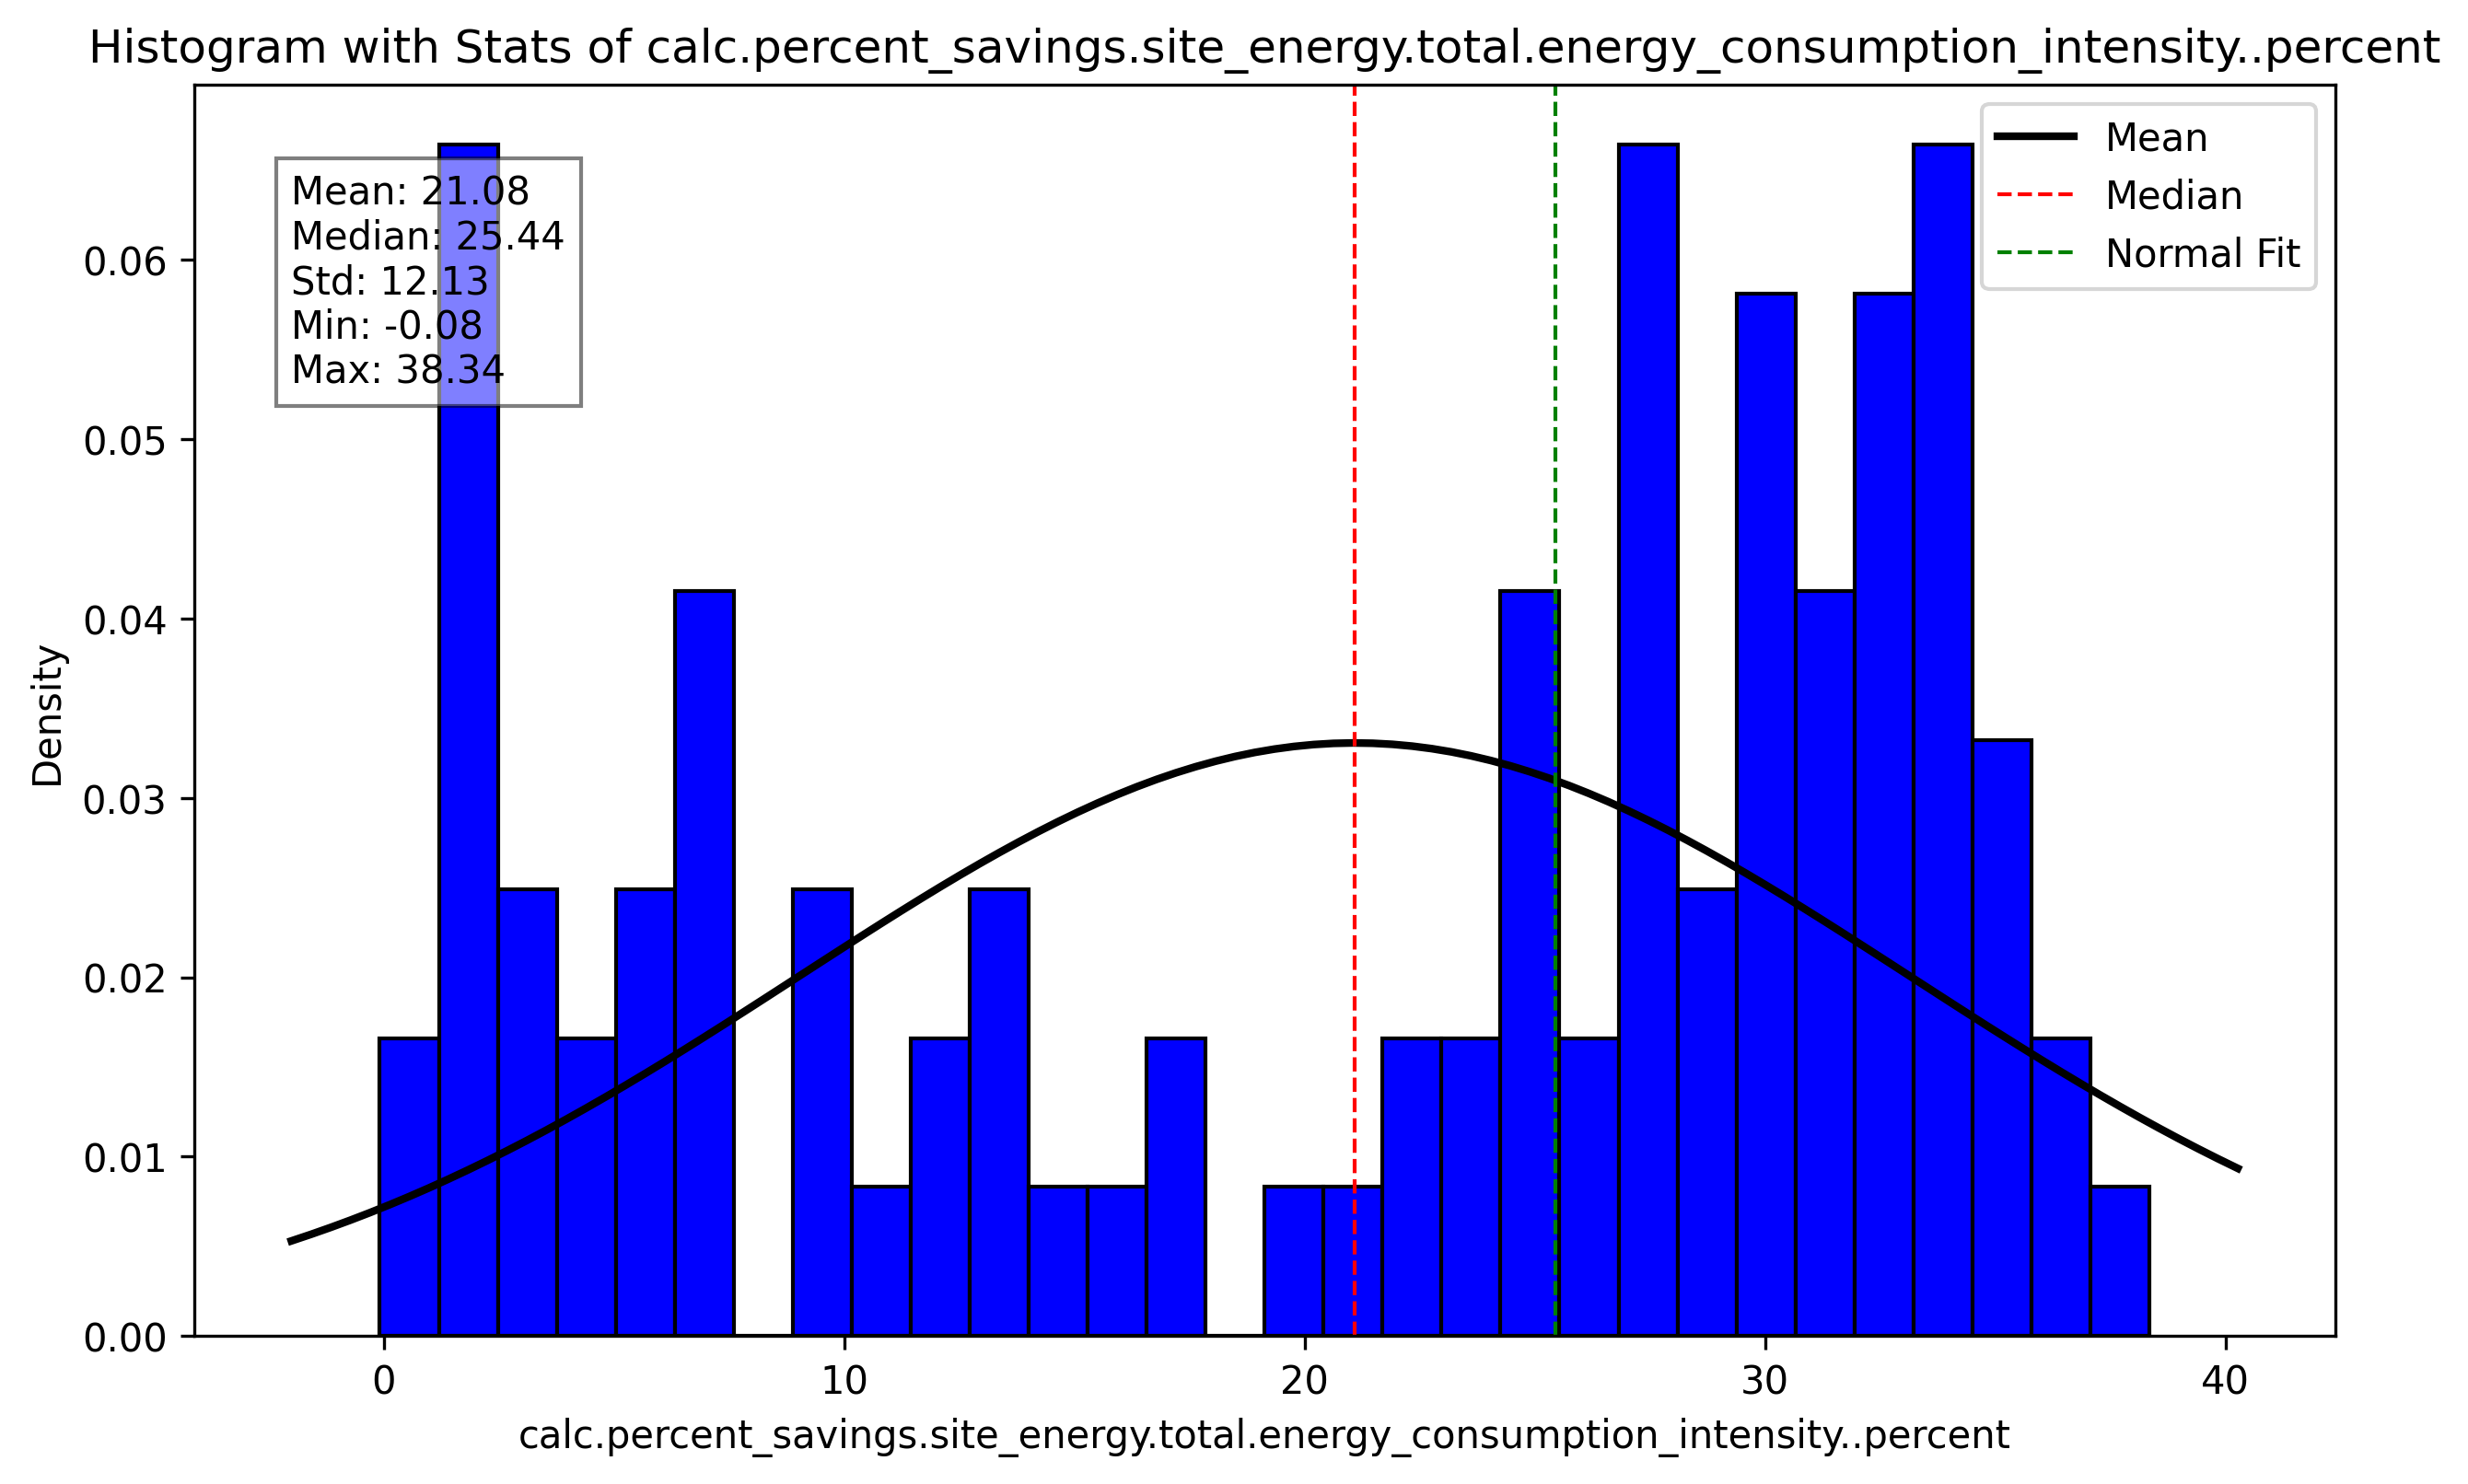 Histogram with Stats of calc.percent_savings.site_energy.total.energy_consumption_intensity..percent
Mean: 21.08
Median: 25.44
Std: 12.13
Min: -0.08
Max: 38.34
Mean
Median
Normal Fit
Density
0.06
0.05
0.04
0.03
0.02
0.01
0.00
0
10
20
30
40
calc.percent_savings.site_energy.total.energy_consumption_intensity..percent